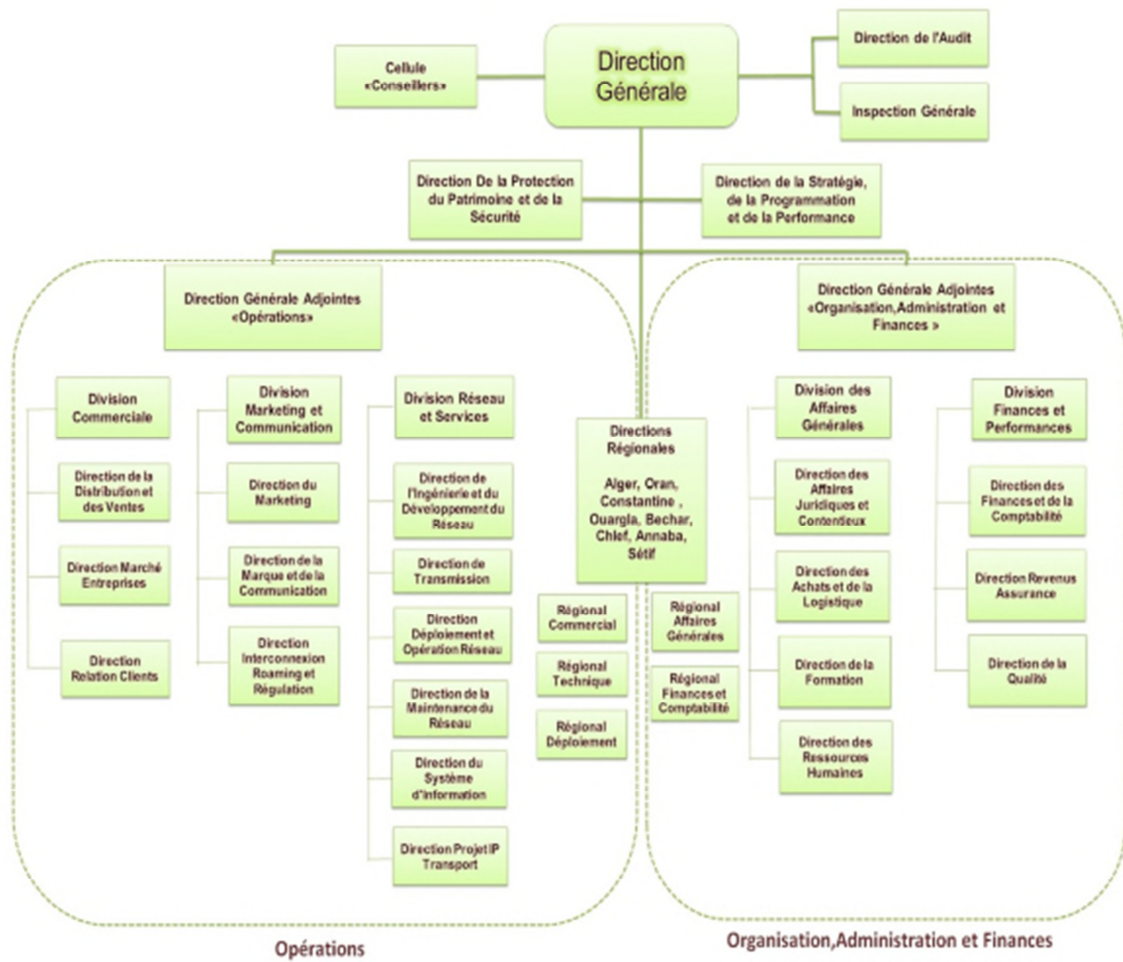 Cellule
«Conseillers»
Direction
Générale
Direction de l'Audit
Inspection Générale
Direction De la Protection
du Patrimoine et de la
Sécurité
Direction de la Stratégie,
de la Programmation
et de la Performance
Direction Générale Adjointes
«Opérations»
Direction Générale Adjointes
«Organisation,Administration et
Finances »
Division
Commerciale
Direction de la
Distribution et
des Ventes
Direction Marché
Entreprises
Direction
Relation Clients
Division
Marketing et
Communication
Direction du
Marketing
Direction de la
Marque et de la
Communication
Direction
Interconnexion
Roaming et
Régulation
Division Réseau
et Services
Direction de
l'Ingénierie et du
Développement du
Réseau
Direction de
Transmission
Direction
Déploiement et
Opération Réseau
Direction de la
Maintenance du
Réseau
Direction du
Système
d'Information
Direction Projet IP
Transport
Directions
Régionales
Alger, Oran,
Constantine ,
Ouargla, Bechar,
Chlef, Annaba,
Sétif
Régional
Commercial
Régional
Technique
Régional
Déploiement
Régional
Affaires
Générales
Régional
Finances et
Comptabilité
Division des
Affaires
Générales
Direction des
Affaires
Juridiques et
Contentieux
Direction des
Achats et de la
Logistique
Direction de la
Formation
Direction des
Ressources
Humaines
Division
Finances et
Performances
Direction des
Finances et de la
Comptabilité
Direction Revenus
Assurance
Direction de la
Qualité
Opérations
Organisation,Administration et Finances